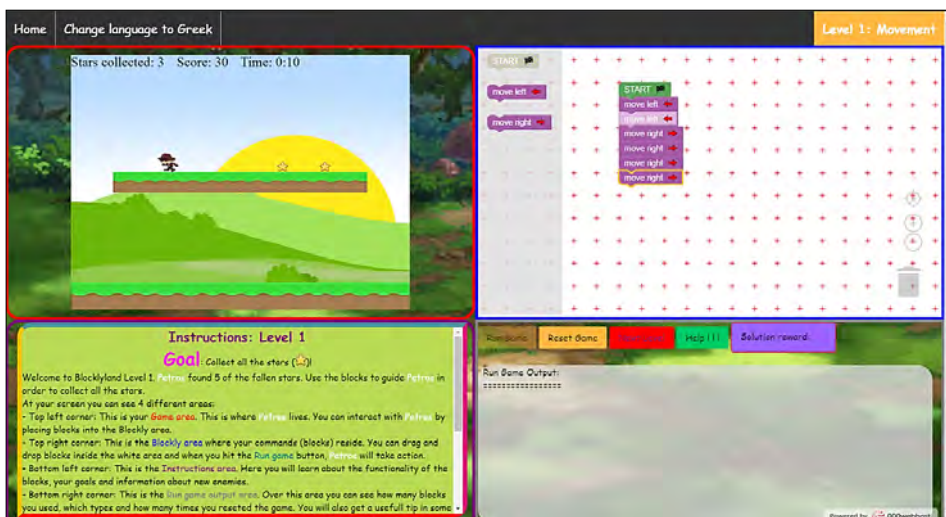 Home Change language to Greek Level 1: Movement
Stars collected: 3 Score: 30 Time: 0:10
START
move left
move right
START
move left
move left
move right
move right
move right
move right
Instructions: Level 1
Goal: Collect all the stars (
)!
Welcome to Blocklyland Level 1. Petros found 5 of the fallen stars. Use the blocks to guide Petros in
order to collect all the stars.
At your screen you can see 4 different areas:
- Top left corner: This is your Game area. This is where Petros lives. You can interact with Petros by
placing blocks into the Blockly area.
- Top right corner: This is the Blockly area where your commands (blocks) reside. You can drag and
drop blocks inside the white area and when you hit the Run game button, Petros will take action.
- Bottom left corner: This is the Instructions area. Here you will learn about the functionality of the
blocks, your goals and information about new enemies.
- Bottom right corner: This is the Run game output area. Over this area you can see how many blocks
you used, which types and how many times you reseted the game. You will also get a usefull tip in some
Run Game Reset Game Help !!! Solution reward:
Run Game Output:
==================
Powered by 000webhost